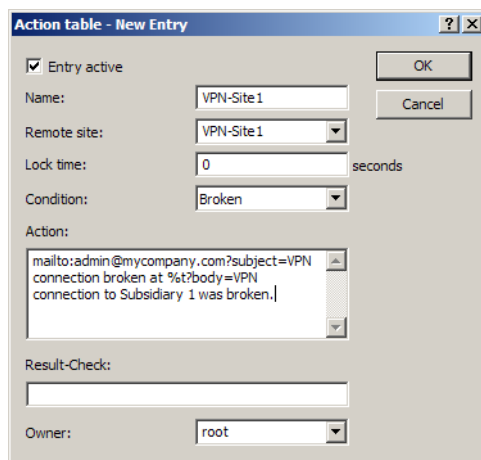 Action table - New Entry
Entry active
OK
Name:
VPN-Site1
Cancel
Remote site:
VPN-Site1
Lock time:
0
seconds
Condition:
Broken
Action:
mailto:admin@mycompany.com?subject=VPN
connection broken at %t?body=VPN
connection to Subsidiary 1 was broken.
Result-Check:
Owner:
root